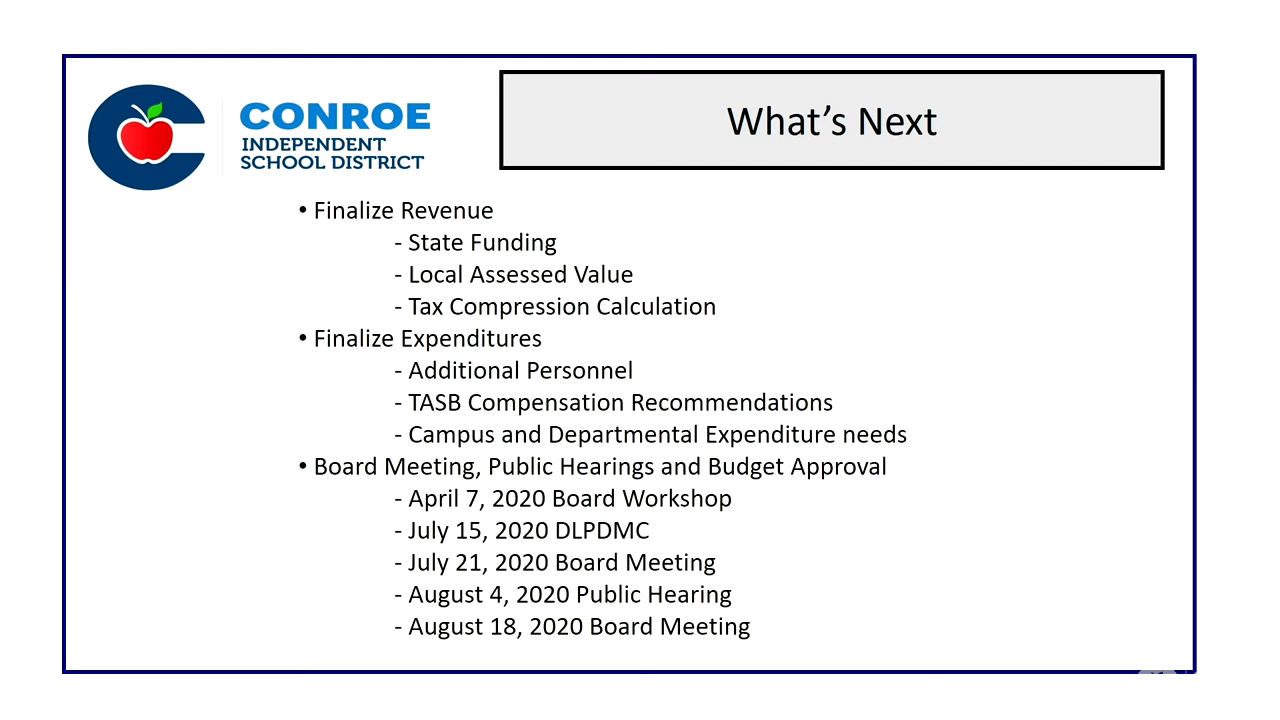 CONROE
INDEPENDENT
SCHOOL DISTRICT
What's Next
• Finalize Revenue
- State Funding
- Local Assessed Value
- Tax Compression Calculation
• Finalize Expenditures
- Additional Personnel
- TASB Compensation Recommendations
- Campus and Departmental Expenditure needs
• Board Meeting, Public Hearings and Budget Approval
- April 7, 2020 Board Workshop
- July 15, 2020 DLPDMC
- July 21, 2020 Board Meeting
- August 4, 2020 Public Hearing
- August 18, 2020 Board Meeting